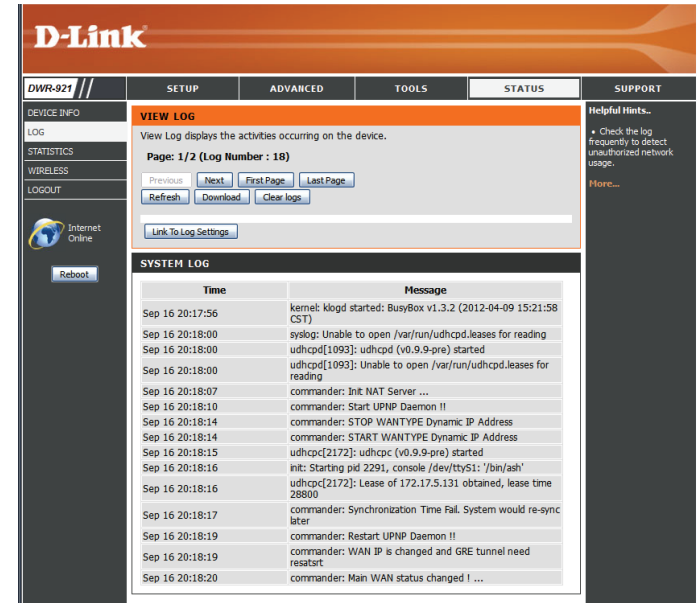 D-Link
DWR-921 // SETUP ADVANCED TOOLS STATUS SUPPORT
DEVICE INFO
LOG
STATISTICS
WIRELESS
LOGOUT
Internet
Online
Reboot
VIEW LOG
View Log displays the activities occurring on the device.
Page: 1/2 (Log Number : 18)
Previous Next First Page Last Page
Refresh Download Clear logs
Link To Log Settings
SYSTEM LOG
Time Message
Sep 16 20:17:56 kernel: klogd started: BusyBox v1.3.2 (2012-04-09 15:21:58
CST)
Sep 16 20:18:00 syslog: Unable to open /var/run/udhcpd.leases for reading
Sep 16 20:18:00 udhcpd[1093]: udhcpd (v0.9.9-pre) started
Sep 16 20:18:00 udhcpd[1093]: Unable to open /var/run/udhcpd.leases for
reading
Sep 16 20:18:07 commander: Init NAT Server ...
Sep 16 20:18:10 commander: Start UPNP Daemon !!
Sep 16 20:18:14 commander: STOP WANTYPE Dynamic IP Address
Sep 16 20:18:14 commander: START WANTYPE Dynamic IP Address
Sep 16 20:18:15 udhcpc[2172]: udhcpc (v0.9.9-pre) started
Sep 16 20:18:16 init: Starting pid 2291, console /dev/ttyS1: '/bin/ash'
Sep 16 20:18:16 udhcpc[2172]: Lease of 172.17.5.131 obtained, lease time
28800
Sep 16 20:18:17 commander: Synchronization Time Fail. System would re-sync
later
Sep 16 20:18:19 commander: Restart UPNP Daemon !!
Sep 16 20:18:19 commander: WAN IP is changed and GRE tunnel need
resatsrt
Sep 16 20:18:20 commander: Main WAN status changed ! ...
Helpful Hints..
• Check the log
frequently to detect
unauthorized network
usage.
More...